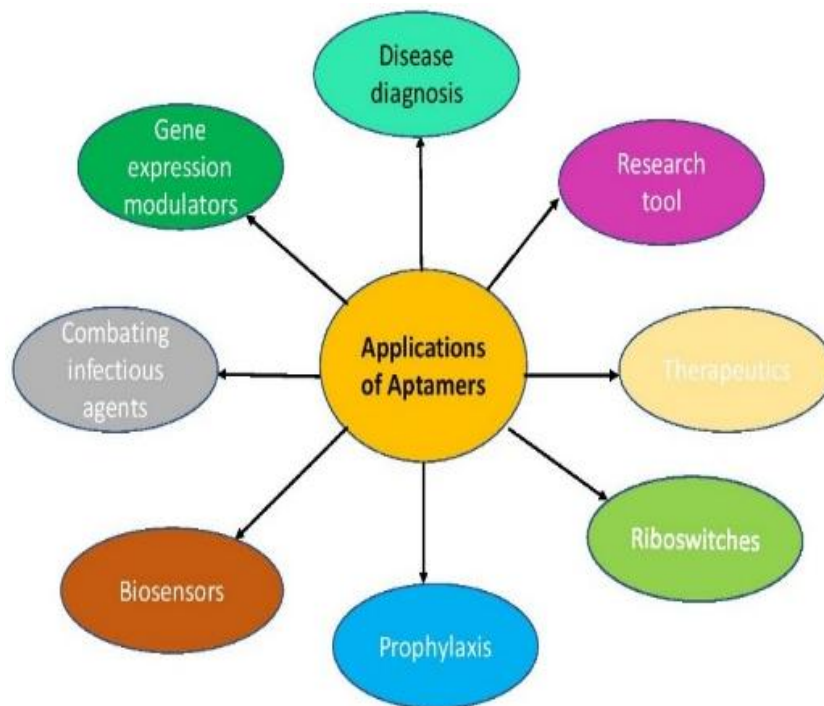 Disease
diagnosis
Gene
expression
modulators
Research
tool
Combating
infectious
agents
Applications
of Aptamers
Therapeutics
Biosensors
Riboswitches
Prophylaxis